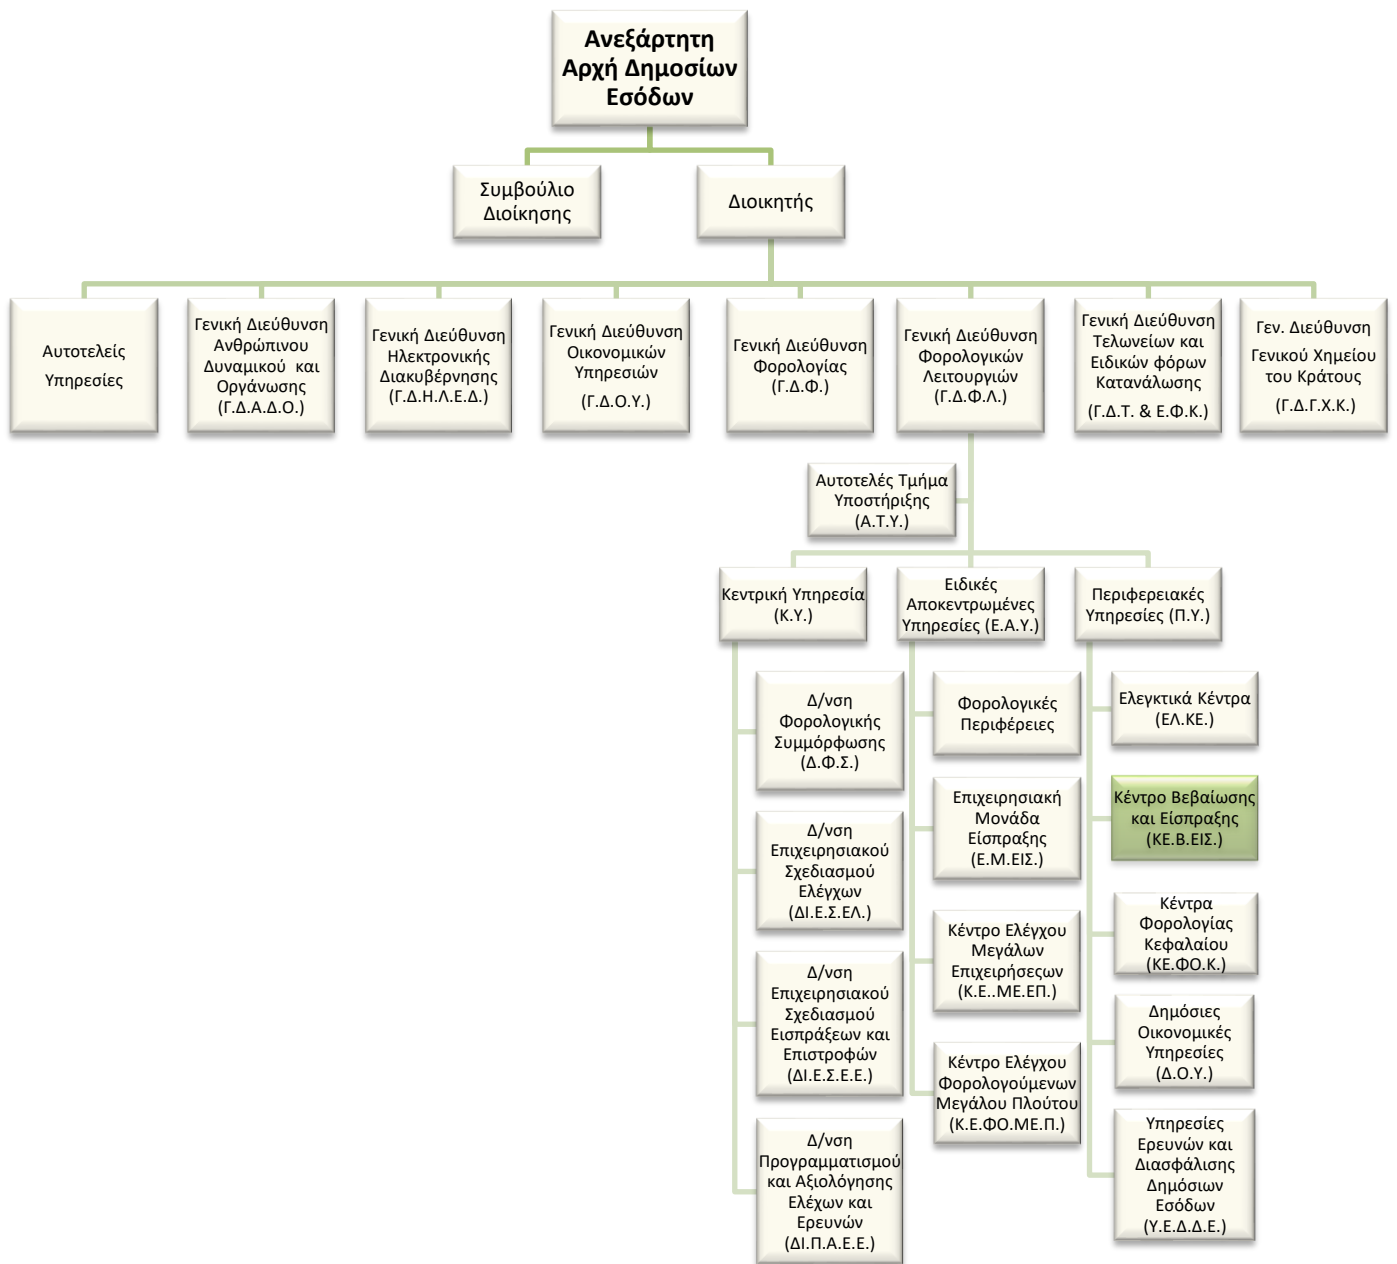 Ανεξάρτητη
Αρχή Δημοσίων
Εσόδων
Συμβούλιο
Διοίκησης
Διοικητής
Αυτοτελείς
Υπηρεσίες
Γενική Διεύθυνση
Ανθρώπινου
Δυναμικού και
Οργάνωσης
(Γ.Δ.Α.Δ.Ο.)
Γενική Διεύθυνση
Ηλεκτρονικής
Διακυβέρνησης
(Γ.Δ.Η.Λ.Ε.Δ.)
Γενική Διεύθυνση
Οικονομικών
Υπηρεσιών
(Γ.Δ.Ο.Υ.)
Γενική Διεύθυνση
Φορολογίας
(Γ.Δ.Φ.)
Γενική Διεύθυνση
Φορολογικών
Λειτουργιών
(Γ.Δ.Φ.Λ.)
Γενική Διεύθυνση
Τελωνείων και
Ειδικών φόρων
Κατανάλωσης
(Γ.Δ.Τ. & Ε.Φ.Κ.)
Γεν. Διεύθυνση
Γενικού Χημείου
του Κράτους
(Γ.Δ.Γ.Χ.Κ.)
Αυτοτελές Τμήμα
Υποστήριξης
(Α.Τ.Υ.)
Κεντρική Υπηρεσία
(Κ.Υ.)
Ειδικές
Αποκεντρωμένες
Υπηρεσίες (Ε.Α.Υ.)
Περιφερειακές
Υπηρεσίες (Π.Υ.)
Δ/νση
Φορολογικής
Συμμόρφωσης
(Δ.Φ.Σ.)
Δ/νση
Επιχειρησιακού
Σχεδιασμού
Ελέγχων
(ΔΙ.Ε.Σ.ΕΛ.)
Δ/νση
Επιχειρησιακού
Σχεδιασμού
Εισπράξεων και
Επιστροφών
(ΔΙ.Ε.Σ.Ε.Ε.)
Δ/νση
Προγραμματισμού
και Αξιολόγησης
Ελέχων και
Ερευνών
(ΔΙ.Π.Α.Ε.Ε.)
Φορολογικές
Περιφέρειες
Επιχειρησιακή
Μονάδα
Είσπραξης
(Ε.Μ.ΕΙΣ.)
Κέντρο Ελέγχου
Μεγάλων
Επιχειρήσεςων
(Κ.Ε..ΜΕ.ΕΠ.)
Κέντρο Ελέγχου
Φορολογούμενων
Μεγάλου Πλούτου
(Κ.Ε.ΦΟ.ΜΕ.Π.)
Ελεγκτικά Κέντρα
(ΕΛ.ΚΕ.)
Κέντρο Βεβαίωσης
και Είσπραξης
(ΚΕ.Β.ΕΙΣ.)
Κέντρα
Φορολογίας
Κεφαλαίου
(ΚΕ.ΦΟ.Κ.)
Δημόσιες
Οικονομικές
Υπηρεσίες
(Δ.Ο.Υ.)
Υπηρεσίες
Ερευνών και
Διασφάλισης
Δημόσιων
Εσόδων
(Υ.Ε.Δ.Δ.Ε.)